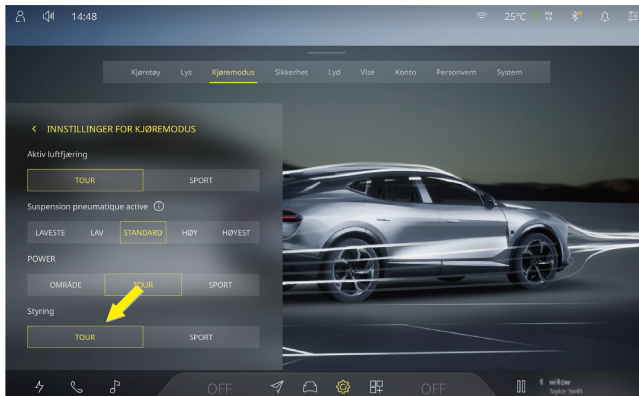 14:48
25°C
Kjøretøy Lys Kjøremodus Sikkerhet Lyd Vise Konto Personvern System
< INNSTILLINGER FOR KJØREMODUS
Aktiv luftfjæring
TOUR SPORT
Suspension pneumatique active
LAVESTE LAV STANDARD HØY HØYEST
POWER
OMRÅDE TOUR SPORT
Styring
TOUR SPORT
OFF OFF
willow
Taylor Swift